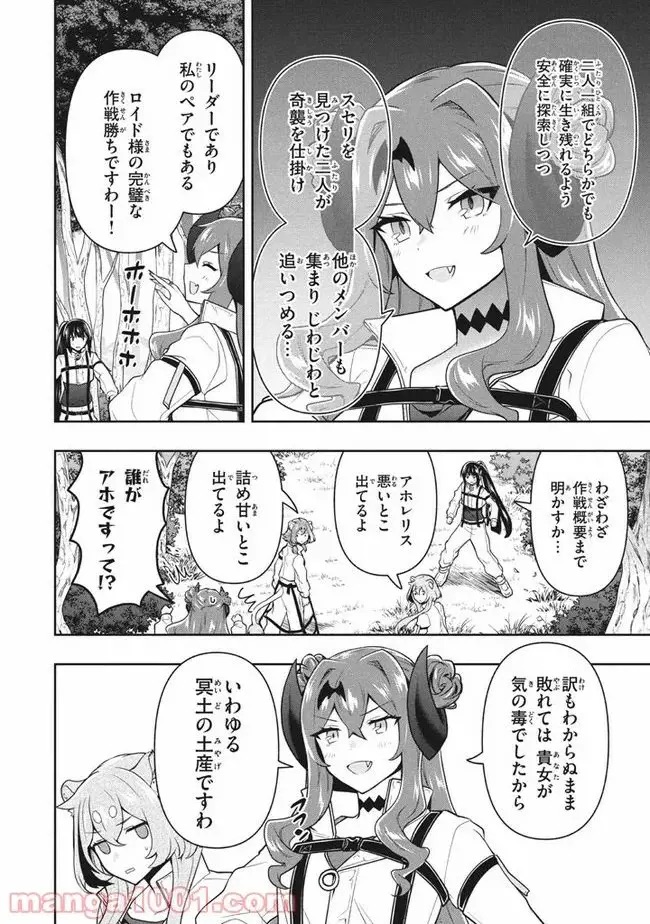 二人一組でどちらかでも
確実に生き残れるよう
安全に探索しつつ
スセリを
見つけた二人が
奇襲を仕掛け
他のメンバーも
集まり じわじわと
追いつめる…
リーダーであり
私のペアでもある
ロイド様の完璧な
作戦勝ちですわー!
ホーホホホ
わざわざ
作戦概要まで
明かすか…
アホレリス
悪いとこ
出てるよ
詰め甘いとこ
出てるよ
誰が
アホですって!?
訳もわからぬまま
敗れては 貴女が
気の毒でしたから
いわゆる
冥土の土産ですわ
manga1001.com